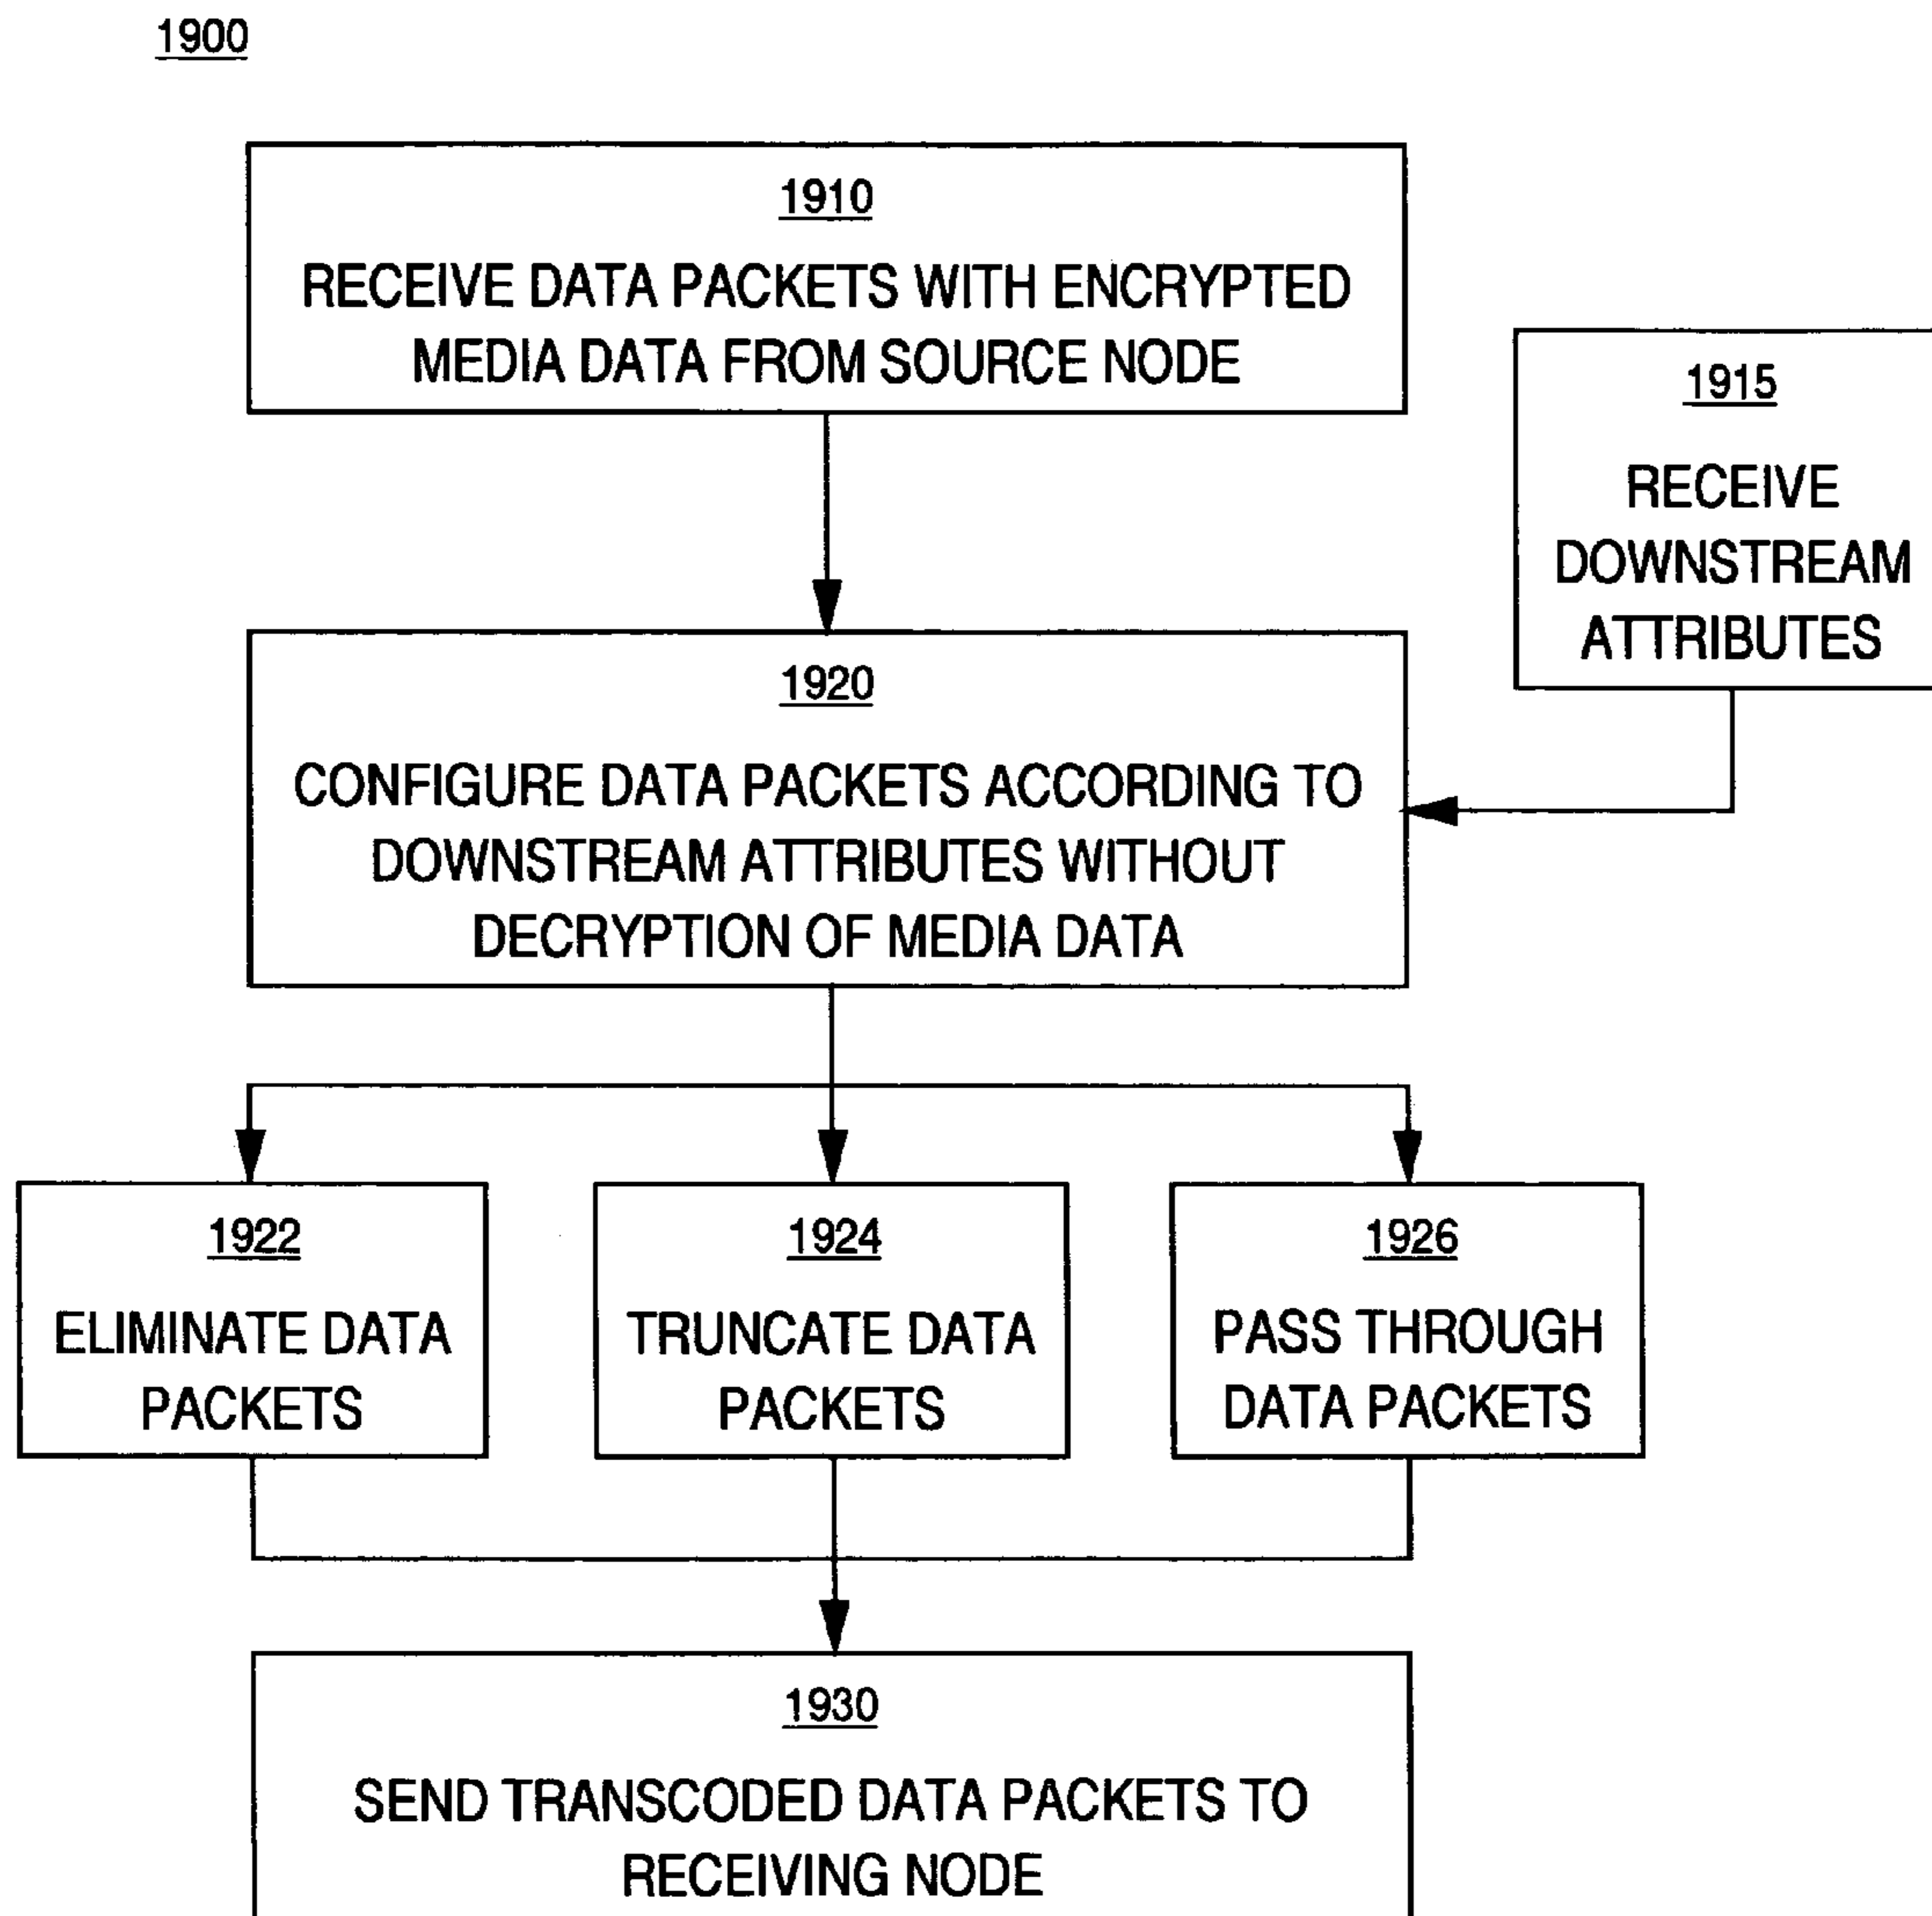 1900
1910
RECEIVE DATA PACKETS WITH ENCRYPTED
MEDIA DATA FROM SOURCE NODE
1915
RECEIVE
DOWNSTREAM
ATTRIBUTES
1920
CONFIGURE DATA PACKETS ACCORDING TO
DOWNSTREAM ATTRIBUTES WITHOUT
DECRYPTION OF MEDIA DATA
1922
ELIMINATE DATA
PACKETS
1924
TRUNCATE DATA
PACKETS
1926
PASS THROUGH
DATA PACKETS
1930
SEND TRANSCODED DATA PACKETS TO
RECEIVING NODE